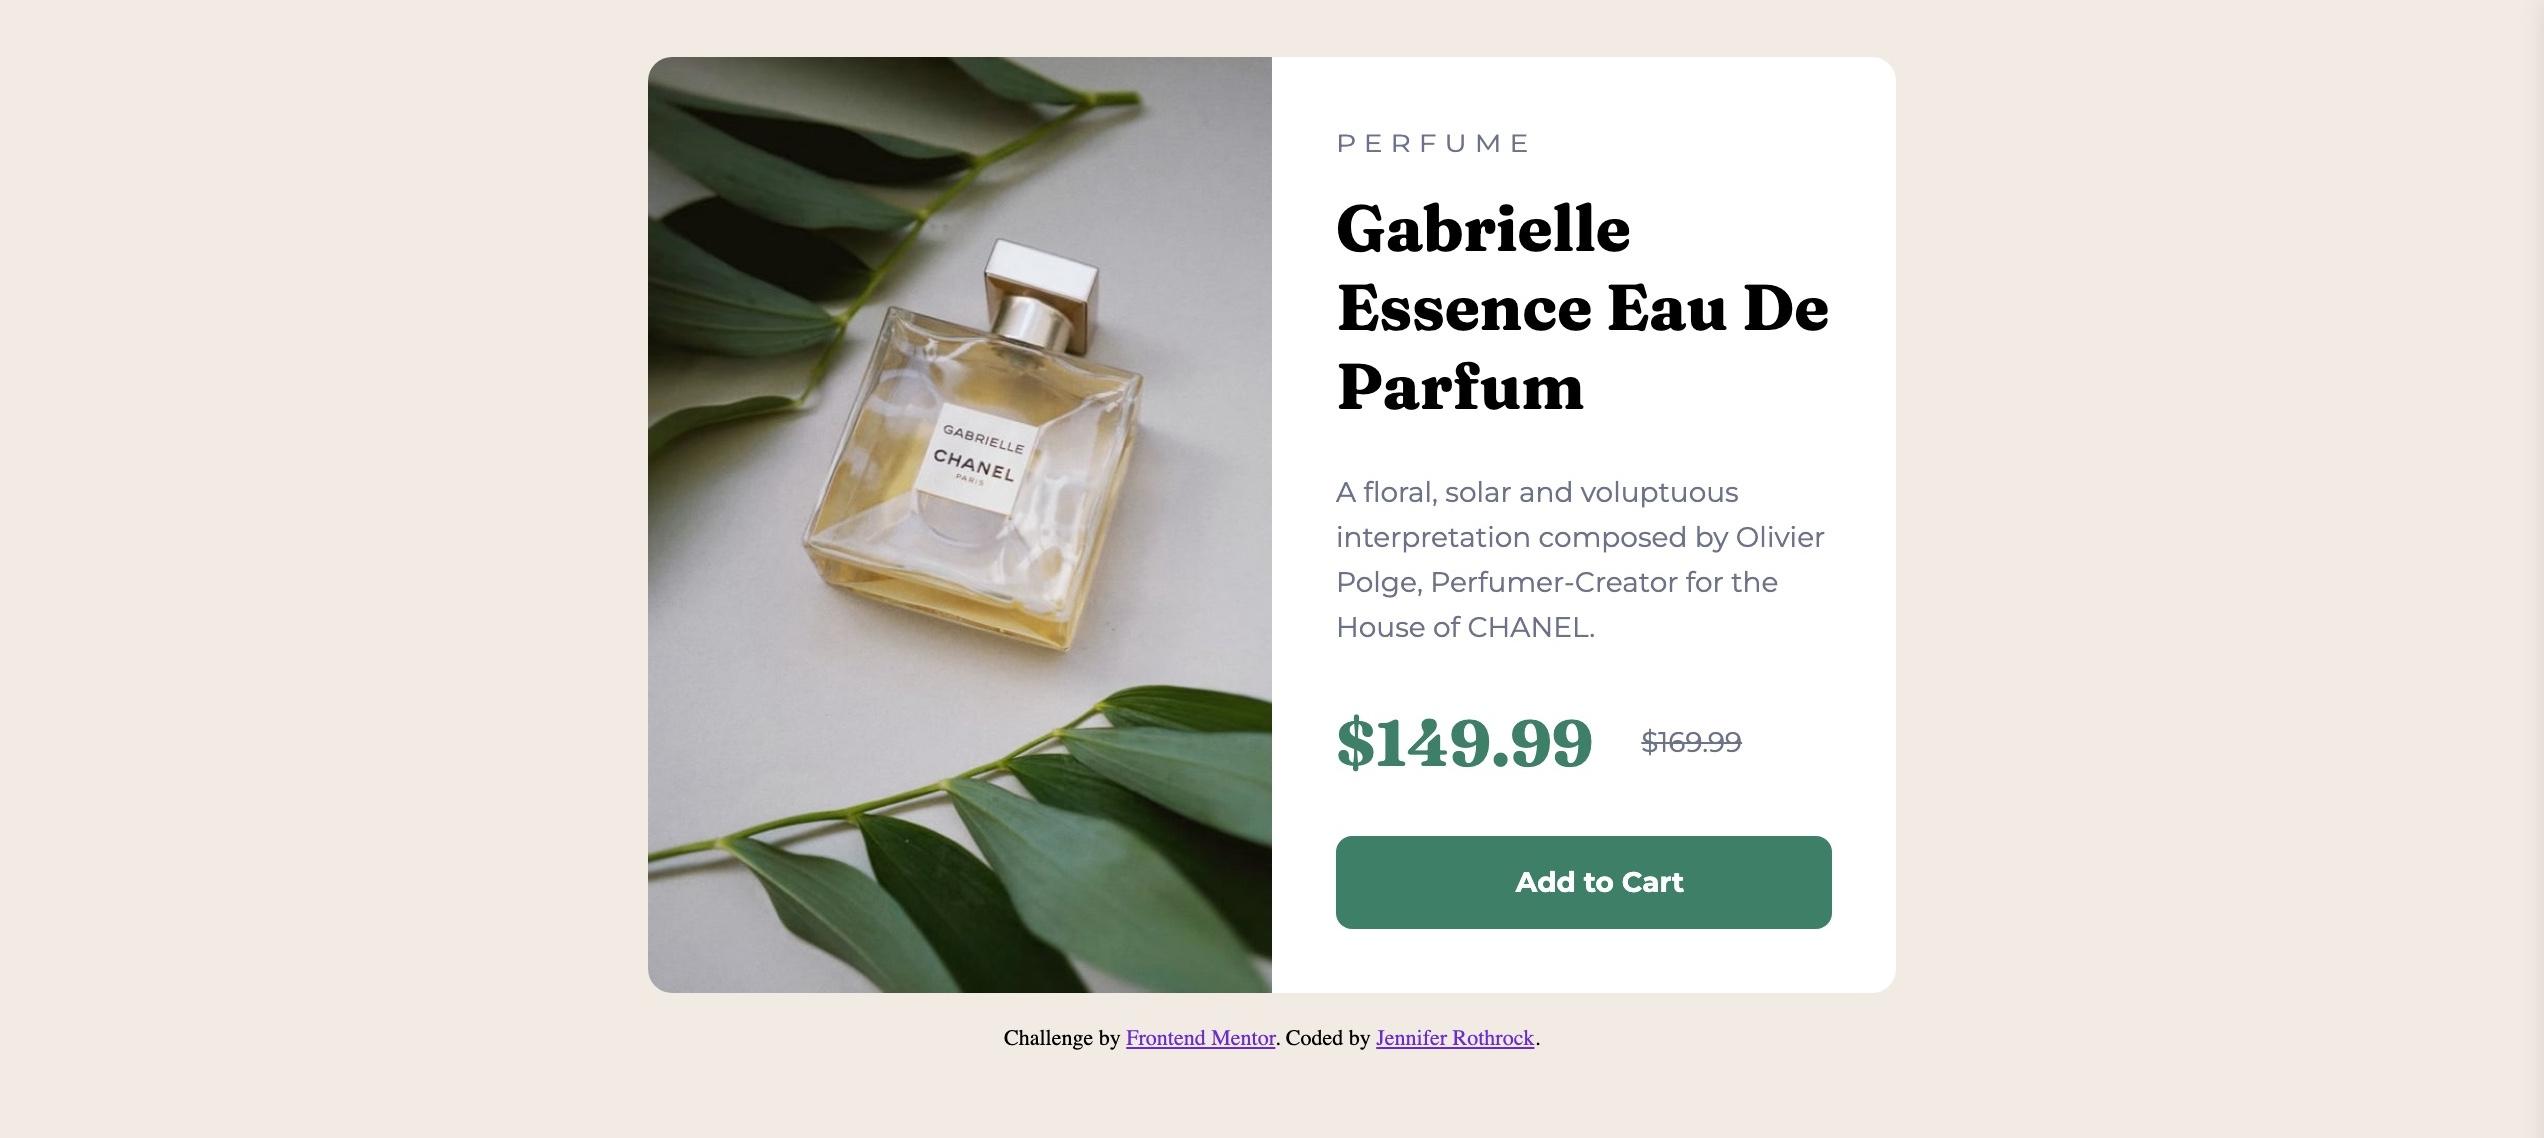 PERFUME
Gabrielle
Essence Eau De
Parfum
A floral, solar and voluptuous
interpretation composed by Olivier
Polge, Perfumer-Creator for the
House of CHANEL.
$149.99 $169.99
Add to Cart
GABRIELLE
CHANEL
PARIS
Challenge by Frontend Mentor. Coded by Jennifer Rothrock.